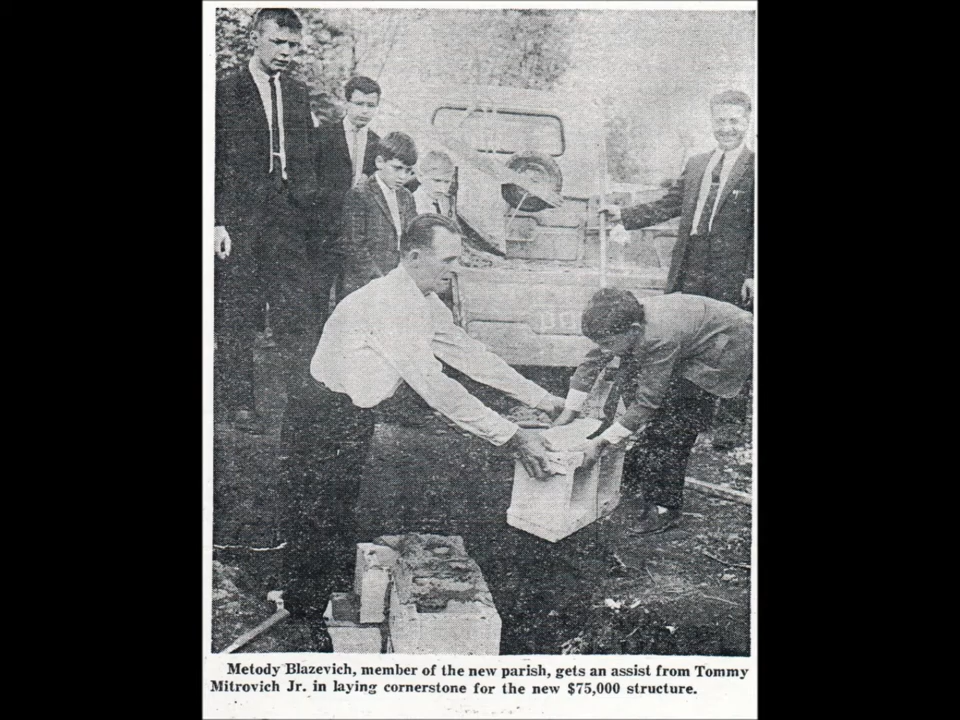 DO
Metody Blazevich, member of the new parish, gets an assist from Tommy
Mitrovich Jr. in laying cornerstone for the new $75,000 structure.